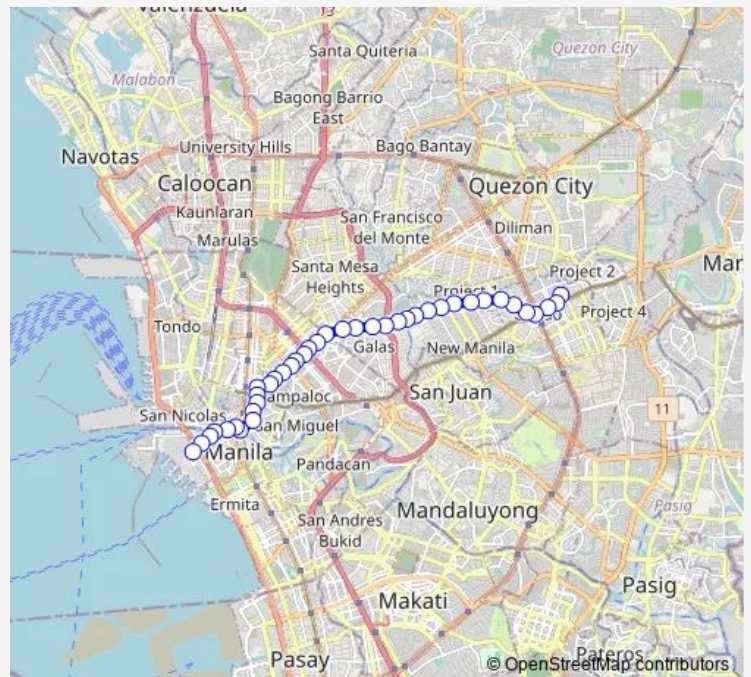 Valenzuela
13
Santa Quiteria
Quezon City
Malabon
Bagong Barrio
East
Navotas
University Hills
Bago Bantay
Caloocan
Quezon City
Kaunlaran
San Francisco
del Monte
Marulas
Diliman
Santa Mesa
Heights
Mar
Project 2
Project 1
Project 4
Tondo
Galas
New Manila
ampaloc
San Juan
11
San Nicolas
San Miguel
Manila
Pandacan
Ermita
Pasig
San Andres
Bukid
Mandaluyong
Makati
Pasig
Pasay
Pateros
© OpenStreetMap contributors